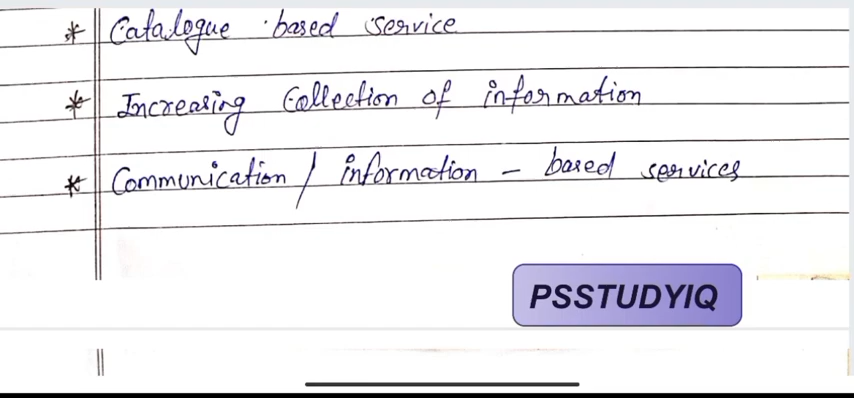 * Catalogue based service
* Increasing Collection of information
* Communication / information - based services
PSSTUDYIQ